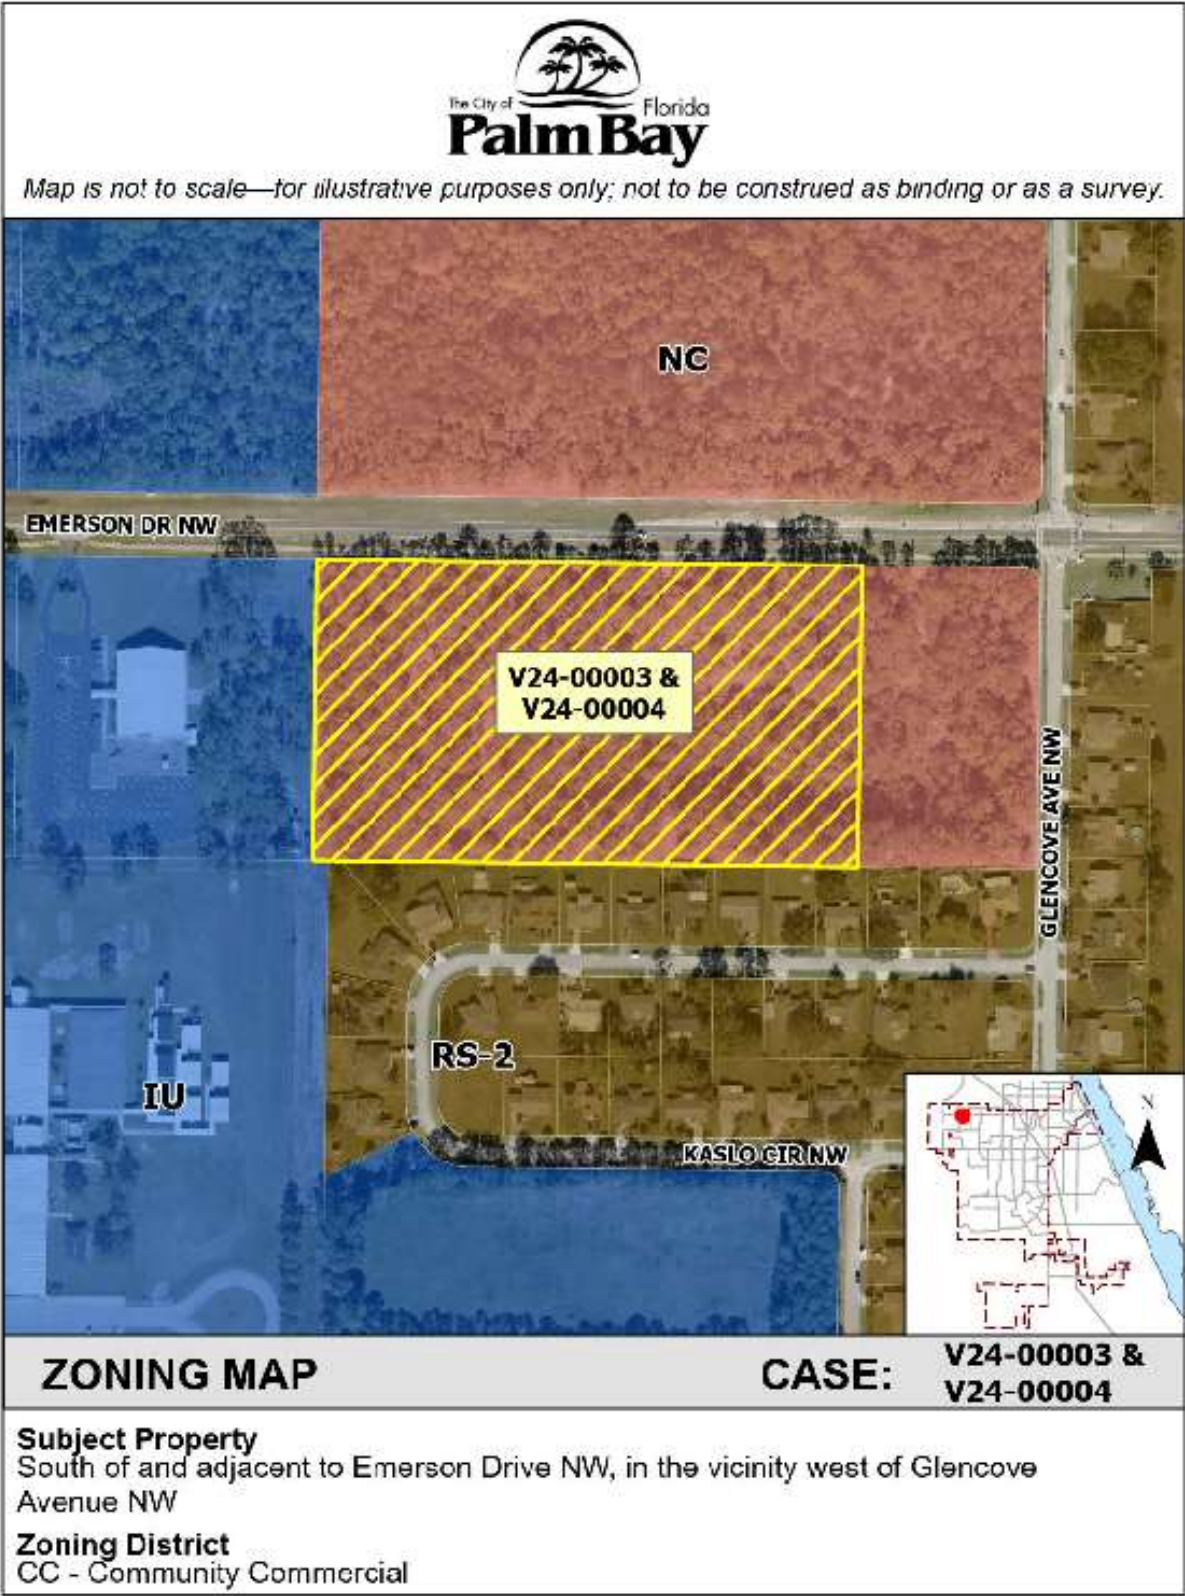 The City of Florida
Palm Bay
Map is not to scale—for illustrative purposes only; not to be construed as binding or as a survey.
NC
EMERSON DR NW
V24-00003 &
V24-00004
GLENCOVE AVE NW
RS-2
IU
KASLO CIR NW
N
ZONING MAP
CASE:
V24-00003 &
V24-00004
Subject Property
South of and adjacent to Emerson Drive NW, in the vicinity west of Glencove
Avenue NW
Zoning District
CC - Community Commercial